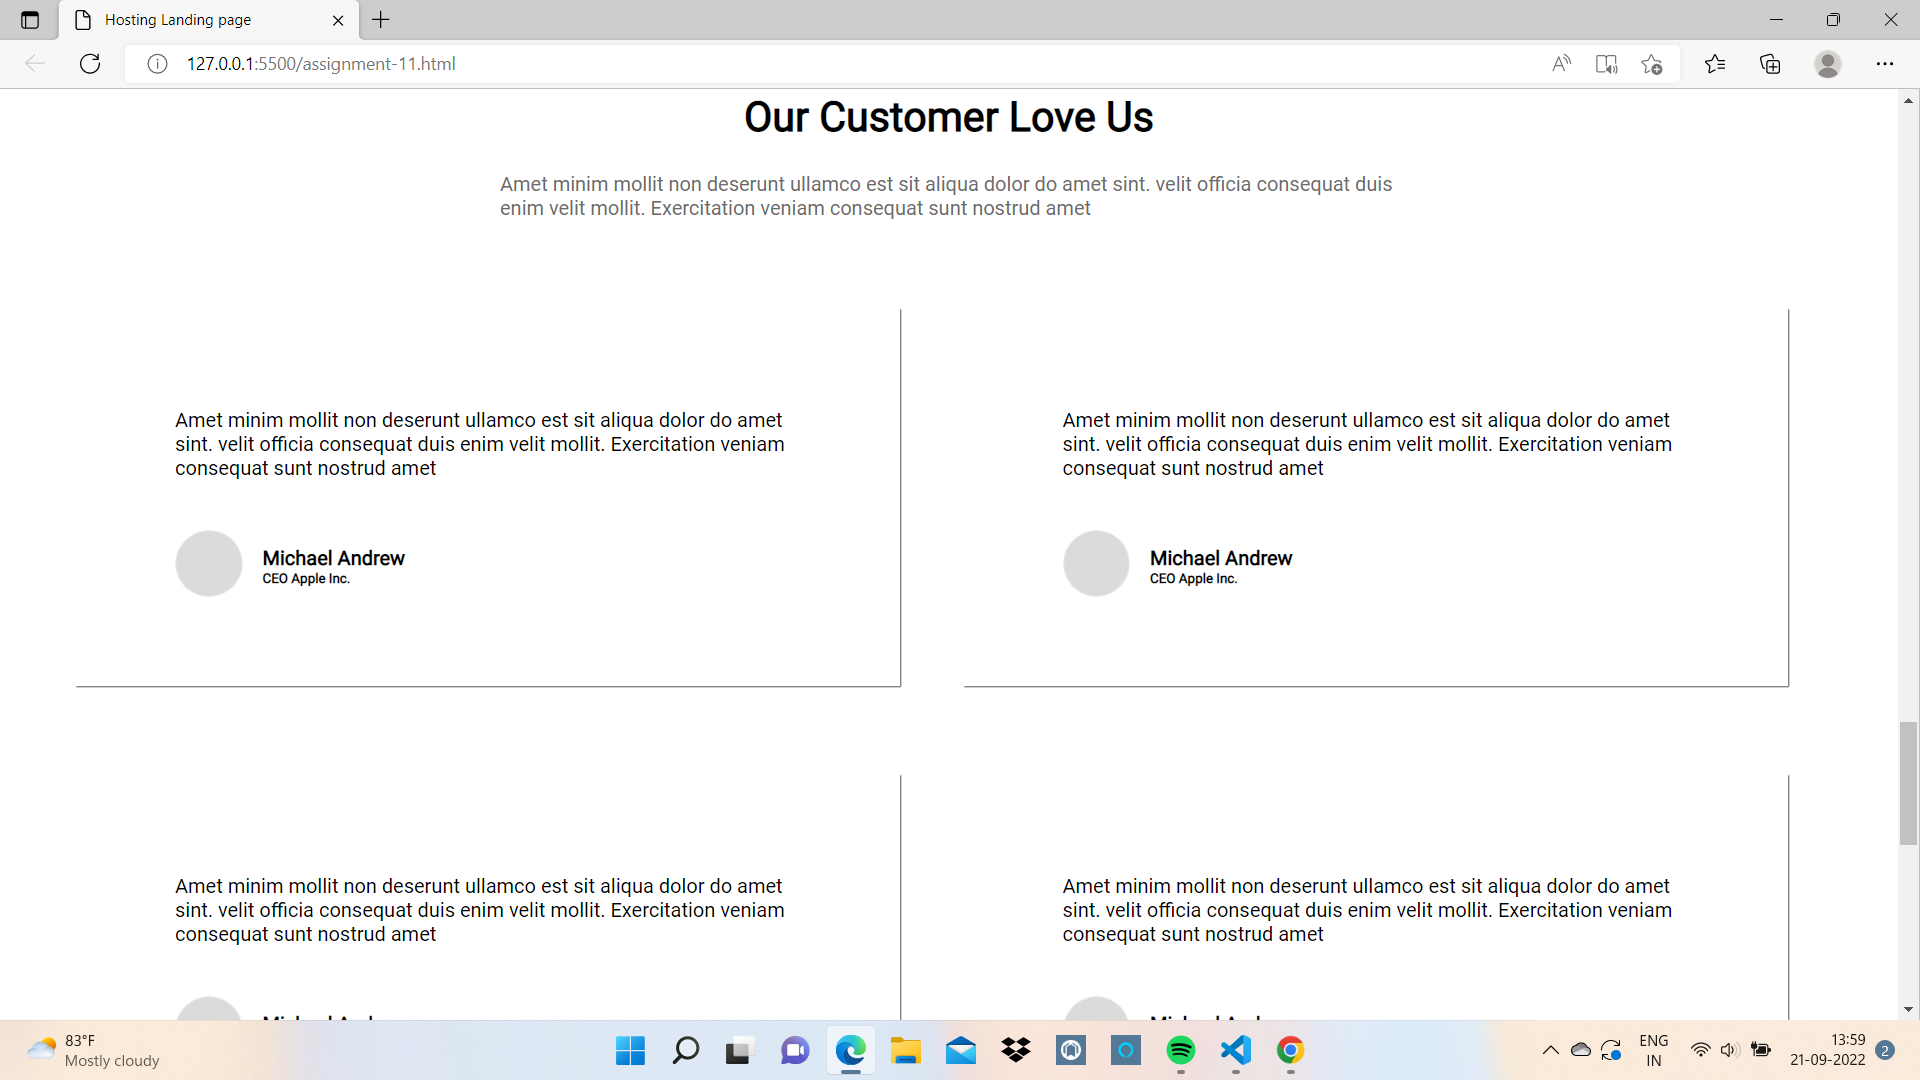 Hosting Landing page
127.0.0.1:5500/assignment-11.html
Our Customer Love Us
Amet minim mollit non deserunt ullamco est sit aliqua dolor do amet sint. velit officia consequat duis
enim velit mollit. Exercitation veniam consequat sunt nostrud amet
Amet minim mollit non deserunt ullamco est sit aliqua dolor do amet
sint. velit officia consequat duis enim velit mollit. Exercitation veniam
consequat sunt nostrud amet
Michael Andrew
CEO Apple Inc.
Amet minim mollit non deserunt ullamco est sit aliqua dolor do amet
sint. velit officia consequat duis enim velit mollit. Exercitation veniam
consequat sunt nostrud amet
Michael Andrew
CEO Apple Inc.
Amet minim mollit non deserunt ullamco est sit aliqua dolor do amet
sint. velit officia consequat duis enim velit mollit. Exercitation veniam
consequat sunt nostrud amet
Amet minim mollit non deserunt ullamco est sit aliqua dolor do amet
sint. velit officia consequat duis enim velit mollit. Exercitation veniam
consequat sunt nostrud amet
83°F
Mostly cloudy
ENG
IN
13:59
21-09-2022
2